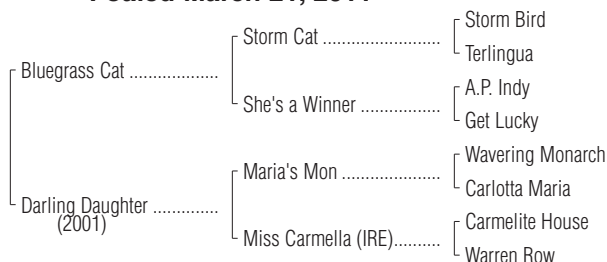 Foaled March
Storm Bird
Storm Cat ........................
Terlingua
Bluegrass Cat ..................
A.P. Indy
She's a Winner ................
Get Lucky
Wavering Monarch
Maria's Mon ....................
Carlotta Maria
Darling Daughter .............
(2001)
Carmelite House
Miss Carmella (IRE)..........
Warren Row